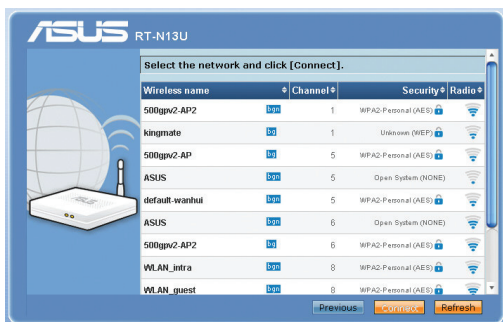 /SUS RT-N13U
Select the network and click [Connect].
Wireless name Channel Security Radio
500gpv2-AP2 bgn 1 WPA2-Personal (AES)
kingmate bg 1 Unknown (WEP)
500gpv2-AP bg 5 WPA2-Personal (AES)
ASUS bgn 5 Open System (NONE)
default-wanhui bgn 5 WPA2-Personal (AES)
ASUS bgn 6 Open System (NONE)
500gpv2-AP2 bg 6 WPA2-Personal (AES)
WLAN_intra bgn 8 WPA2-Personal (AES)
WLAN_guest bgn 8 WPA2-Personal (AES)
Previous Connect Refresh